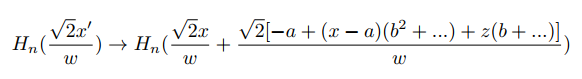 $H_n(\frac{\sqrt{2}x'}{w}) \rightarrow H_n(\frac{\sqrt{2}x}{w} + \frac{\sqrt{2}[-a + (x - a)(b^2 + ...) + z(b + ...)]}{w})$